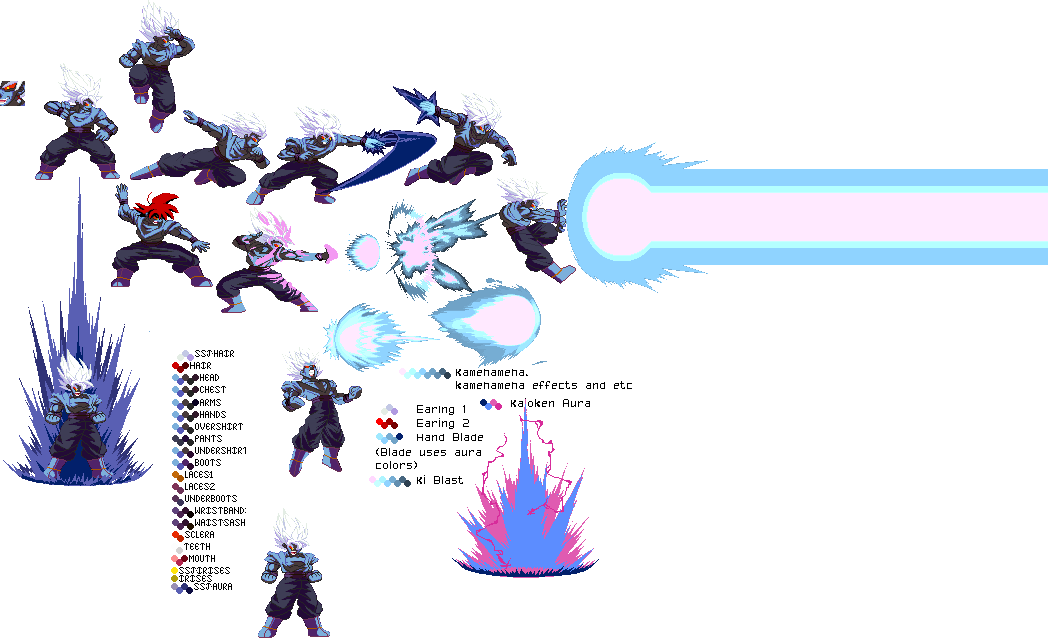 SSJHAIR
HAIR
HEAD
CHEST
ARMS
HANDS
OVERSHIRT
PANTS
UNDERSHIRT
BOOTS
LACES1
LACES2
UNDERBOOTS
WRISTBAND:
WAISTSASH
SCLERA
TEETH
MOUTH
SSJIRISES
IRISES
SSJAURA
Kamehameha.
kamehameha effects and etc
Earing 1
Kaioken Aura
Earing 2
Hand Blade
(Blade uses aura
colors)
Ki Blast